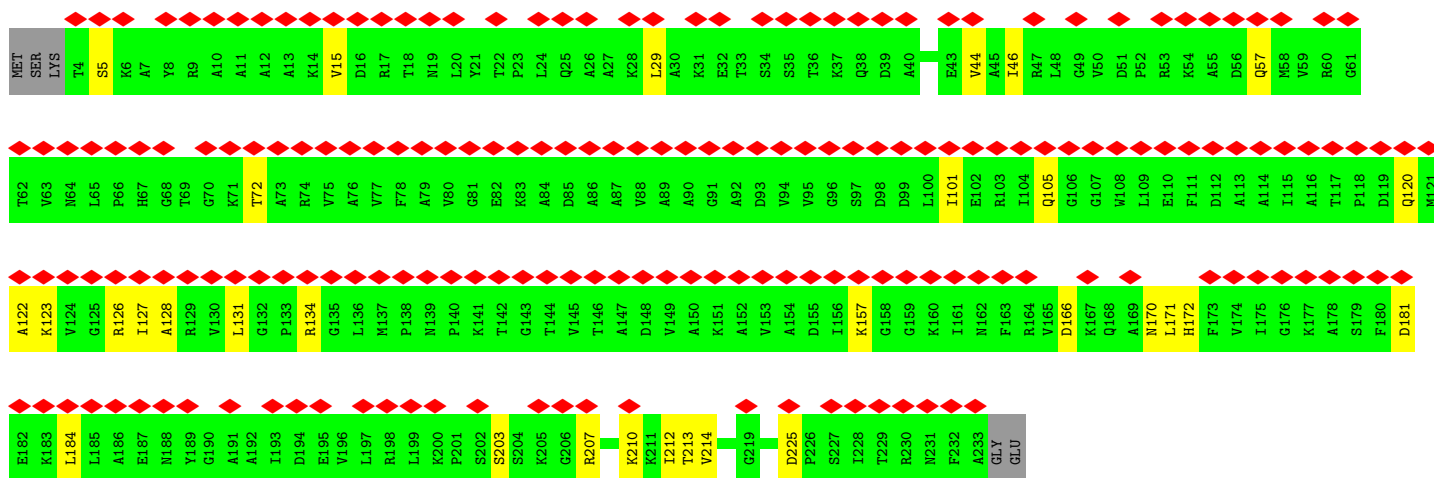 MET SER LYS T4 S5 K6 A7 Y8 R9 A10 A11 A12 A13 K14 V15 D16 R17 T18 N19 L20 Y21 T22 P23 L24 Q25 A26 A27 K28 L29 A30 K31 E32 T33 S34 S35 T36 K37 Q38 D39 A40 E43 V44 A45 I46 R47 L48 G49 V50 D51 P52 R53 K54 A55 D56 Q57 M58 V59 R60 G61
T62 V63 N64 L65 P66 H67 G68 T69 G70 K71 T72 A73 R74 V75 A76 V77 F78 A79 V80 G81 E82 K83 A84 D85 A86 A87 V88 A89 A90 G91 A92 D93 V94 V95 G96 S97 D98 D99 L100 I101 E102 R103 I104 Q105 G106 G107 W108 L109 E110 F111 D112 A113 A114 I115 A116 T117 P118 D119 Q120 M121
A122 K123 V124 G125 R126 I127 A128 R129 V130 L131 G132 P133 R134 G135 L136 M137 P138 N139 P140 K141 T142 G143 T144 V145 T146 A147 D148 V149 A150 K151 A152 V153 A154 D155 I156 K157 G158 G159 K160 I161 N162 F163 R164 V165 D166 K167 Q168 A169 N170 L171 H172 F173 V174 I175 G176 K177 A178 S179 F180 D181
E182 K183 L184 L185 A186 E187 N188 Y189 G190 A191 A192 I193 D194 E195 V196 L197 R198 L199 K200 P201 S202 S203 S204 K205 G206 R207 K210 K211 I212 T213 V214 G219 D225 P226 S227 I228 T229 R230 N231 F232 A233 GLY GLU